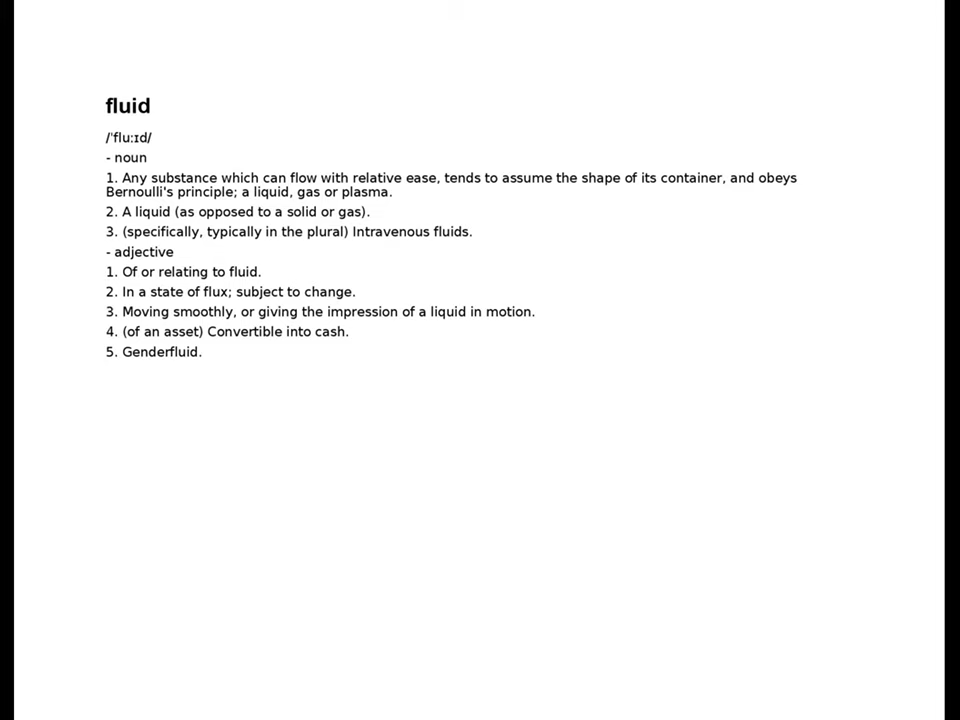 fluid
/ˈfluːɪd/
- noun
1. Any substance which can flow with relative ease, tends to assume the shape of its container, and obeys
Bernoulli's principle; a liquid, gas or plasma.
2. A liquid (as opposed to a solid or gas).
3. (specifically, typically in the plural) Intravenous fluids.
- adjective
1. Of or relating to fluid.
2. In a state of flux; subject to change.
3. Moving smoothly, or giving the impression of a liquid in motion.
4. (of an asset) Convertible into cash.
5. Genderfluid.